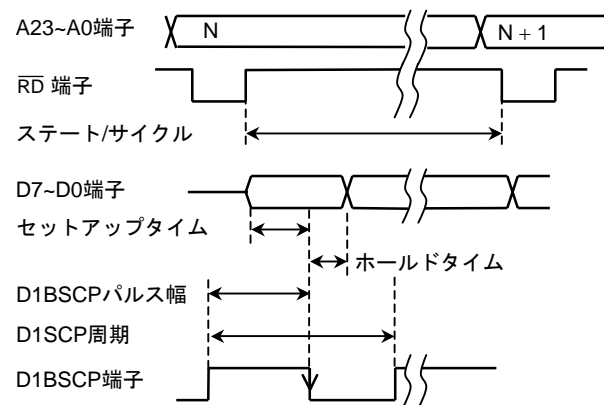 A23~A0端子
N
N + 1
RD 端子
ステート/サイクル
D7~D0端子
セットアップタイム
ホールドタイム
D1BSCPパルス幅
D1SCP周期
D1BSCP端子